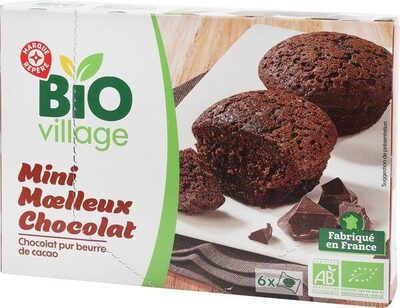 MARQUE
REPÈRE
BiO
village
Mini
Mœlleux
Chocolat
Chocolat pur beurre
de cacao
Suggestion de présentation
6x
Fabriqué
en France
AB